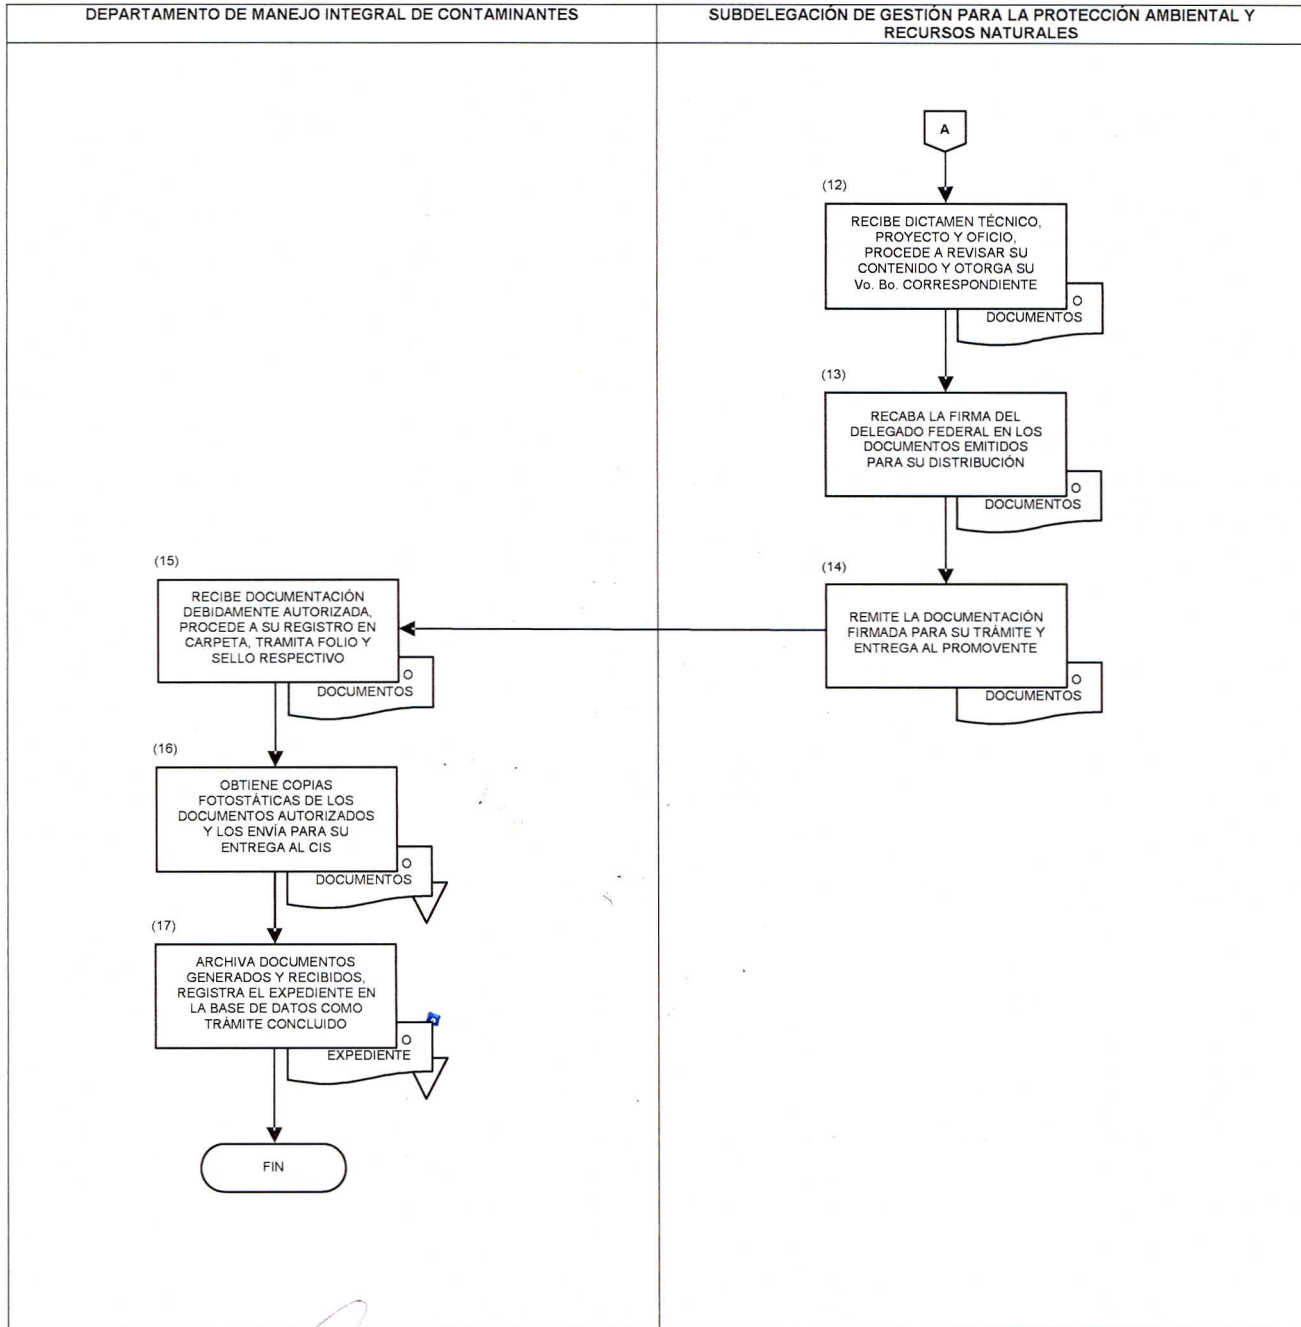 DEPARTAMENTO DE MANEJO INTEGRAL DE CONTAMINANTES
SUBDELEGACIÓN DE GESTIÓN PARA LA PROTECCIÓN AMBIENTAL Y
RECURSOS NATURALES
A
(12)
RECIBE DICTAMEN TÉCNICO,
PROYECTO Y OFICIO,
PROCEDE A REVISAR SU
CONTENIDO Y OTORGA SU
Vo. Bo. CORRESPONDIENTE
O
DOCUMENTOS
(13)
RECABA LA FIRMA DEL
DELEGADO FEDERAL EN LOS
DOCUMENTOS EMITIDOS
PARA SU DISTRIBUCIÓN
O
DOCUMENTOS
(14)
REMITE LA DOCUMENTACIÓN
FIRMADA PARA SU TRÁMITE Y
ENTREGA AL PROMOVENTE
O
DOCUMENTOS
(15)
RECIBE DOCUMENTACIÓN
DEBIDAMENTE AUTORIZADA,
PROCEDE A SU REGISTRO EN
CARPETA, TRAMITA FOLIO Y
SELLO RESPECTIVO
O
DOCUMENTOS
(16)
OBTIENE COPIAS
FOTOSTÁTICAS DE LOS
DOCUMENTOS AUTORIZADOS
Y LOS ENVÍA PARA SU
ENTREGA AL CIS
O
DOCUMENTOS
(17)
ARCHIVA DOCUMENTOS
GENERADOS Y RECIBIDOS,
REGISTRA EL EXPEDIENTE EN
LA BASE DE DATOS COMO
TRÁMITE CONCLUIDO
O
EXPEDIENTE
FIN